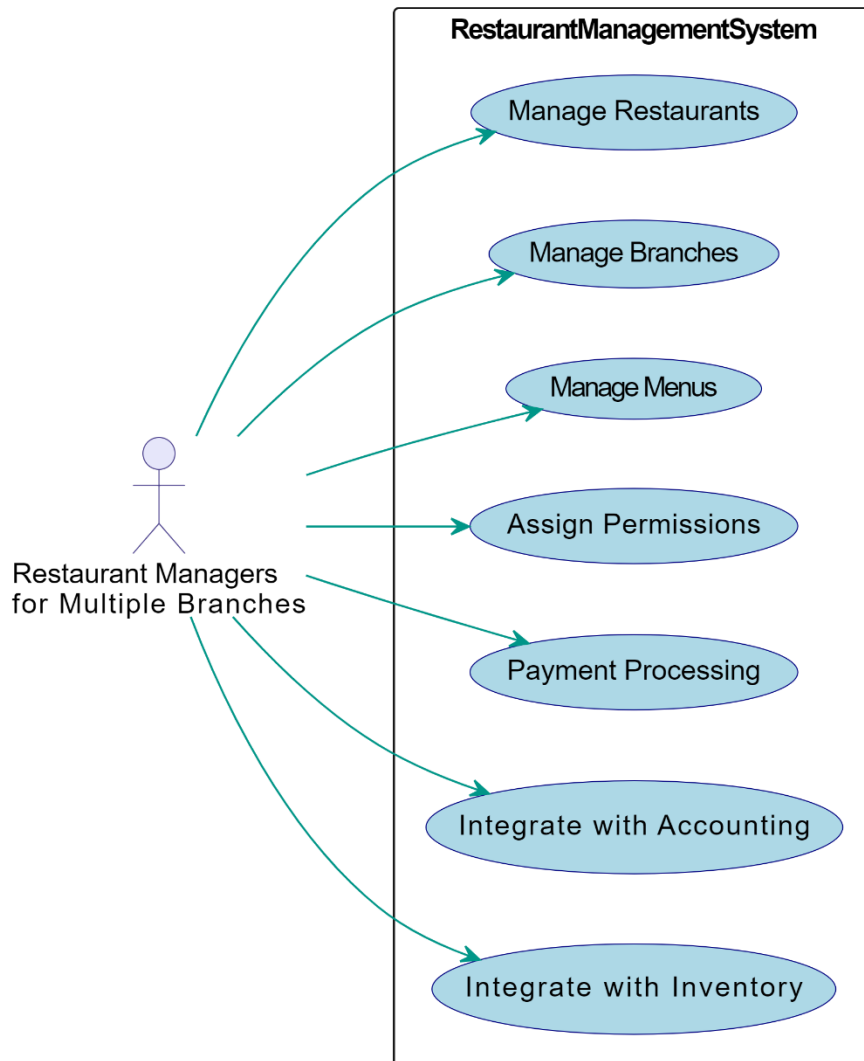 RestaurantManagementSystem
Manage Restaurants
Manage Branches
Manage Menus
Restaurant Managers
for Multiple Branches
Assign Permissions
Payment Processing
Integrate with Accounting
Integrate with Inventory